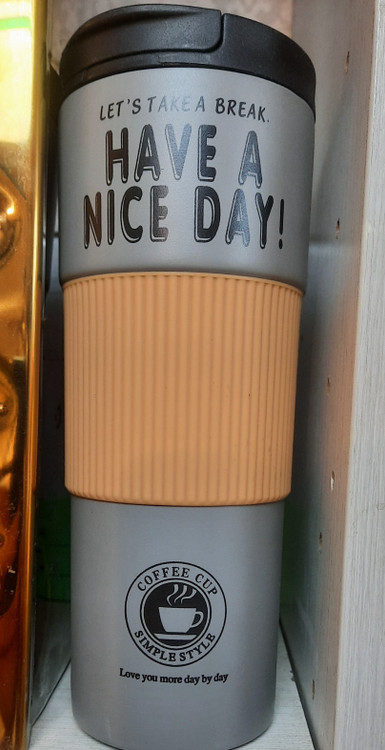 LET'S TAKE A BREAK.
HAVE A
NICE DAY!
COFFEE CUP
SIMPLE STYLE
Love you more day by day